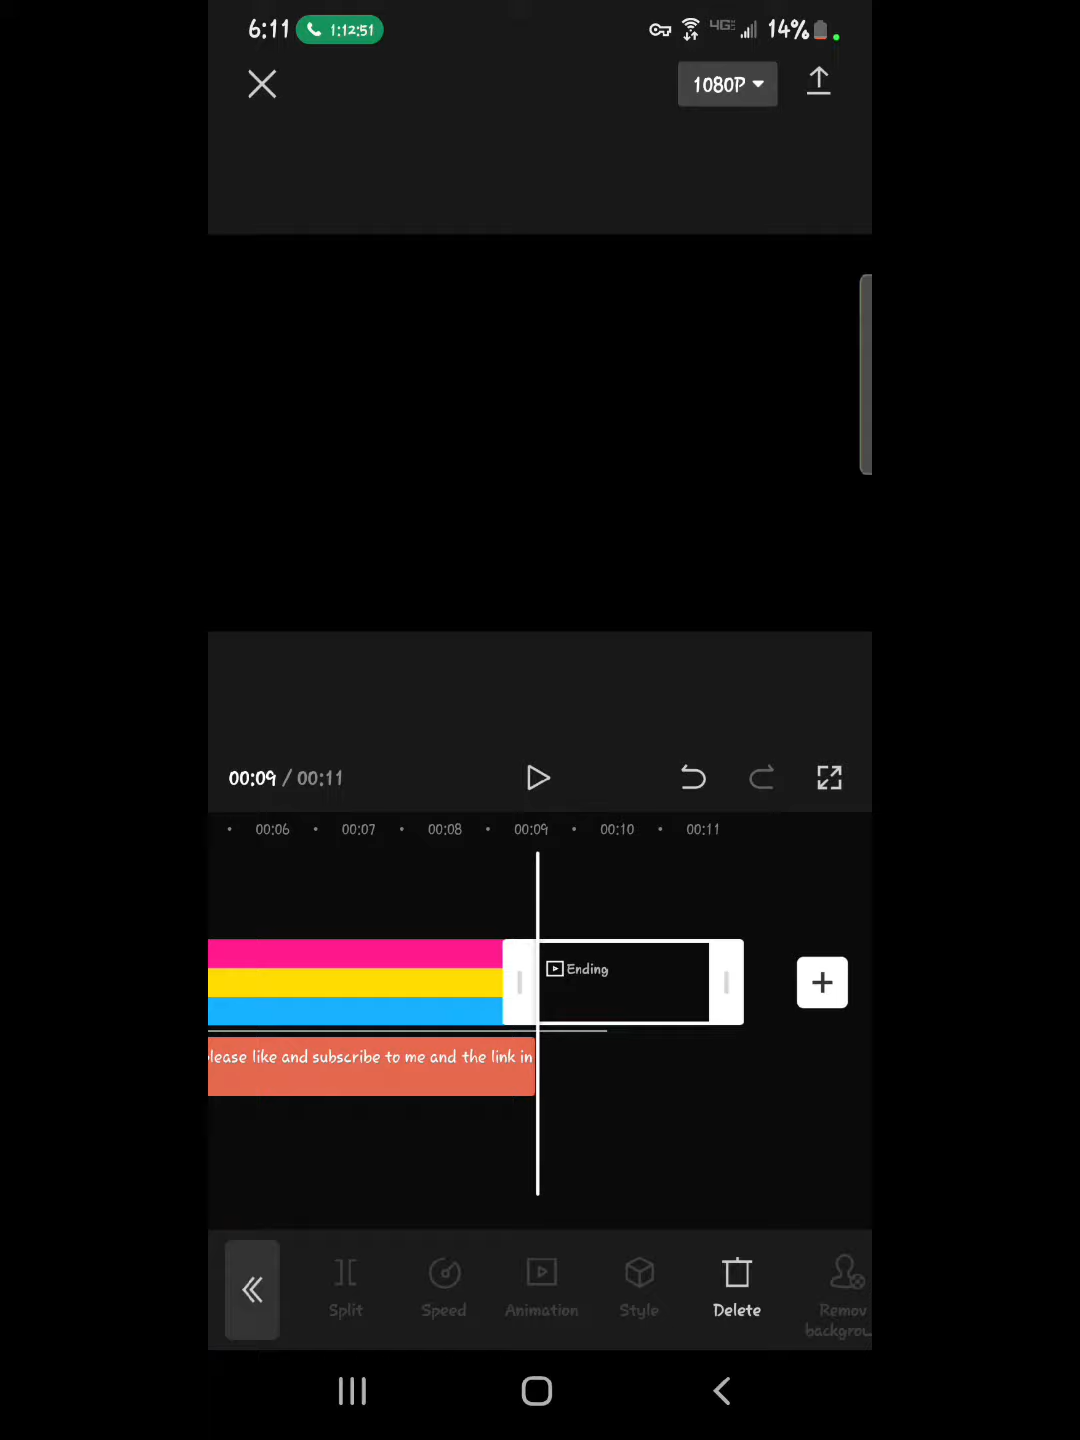 6:11 1:12:51 4G 14%
1080P
00:09 / 00:11
00:06 00:07 00:08 00:09 00:10 00:11
Ending
lease like and subscribe to me and the link in
Split Speed Animation Style Delete Remov
backgrou...